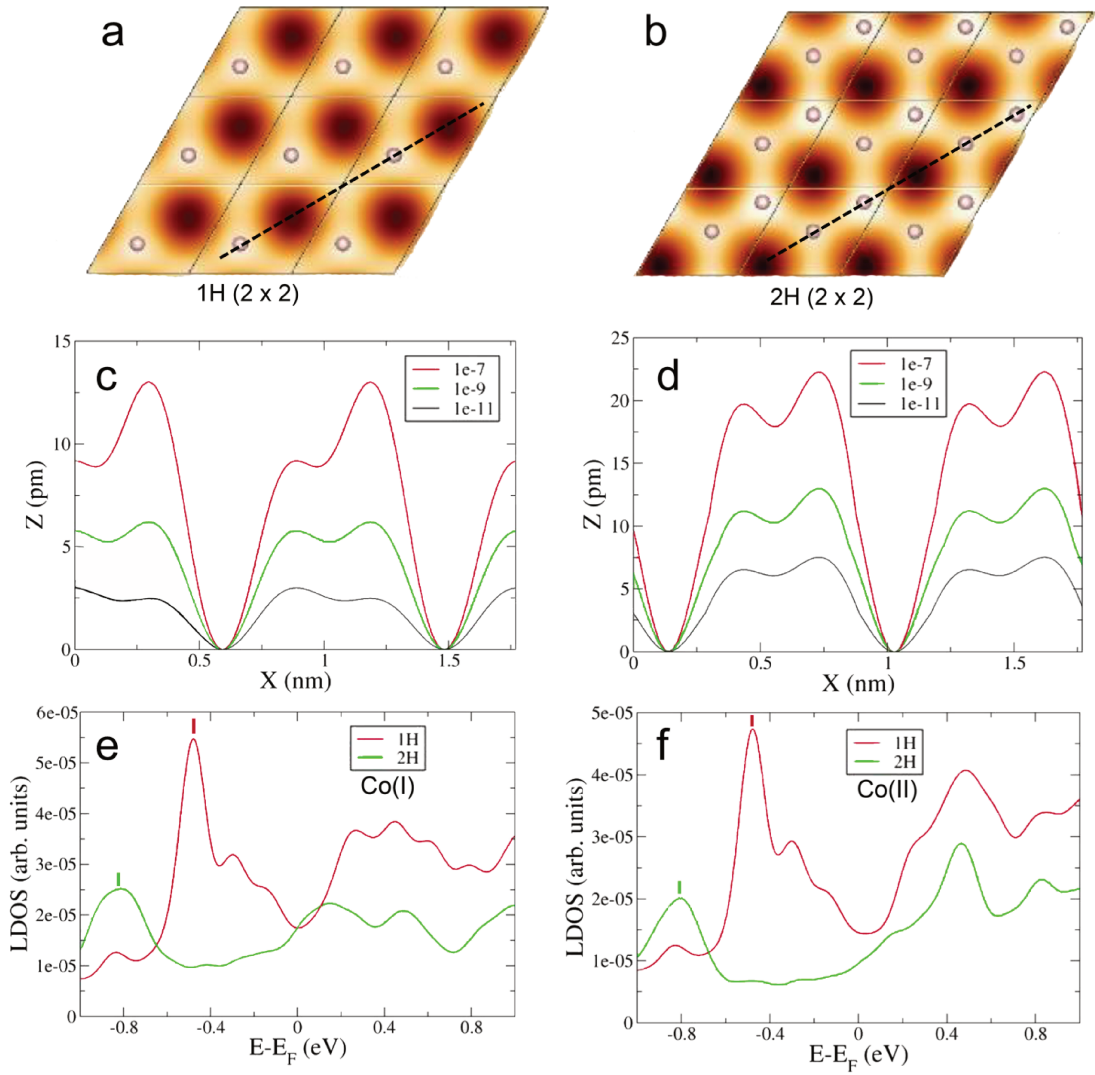 a
b
1H (2 x 2)
2H (2 x 2)
c
15
10
5
0
Z (pm)
1e-7
1e-9
1e-11
0
0.5
1
1.5
X (nm)
d
25
20
15
10
5
0
Z (pm)
1e-7
1e-9
1e-11
0
0.5
1
1.5
X (nm)
e
6e-05
5e-05
4e-05
3e-05
2e-05
1e-05
0
LDOS (arb. units)
1H
2H
Co(I)
-0.8
-0.4
0
0.4
0.8
E-E_F (eV)
f
5e-05
4e-05
3e-05
2e-05
1e-05
0
LDOS (arb. units)
1H
2H
Co(II)
-0.8
-0.4
0
0.4
0.8
E-E_F (eV)